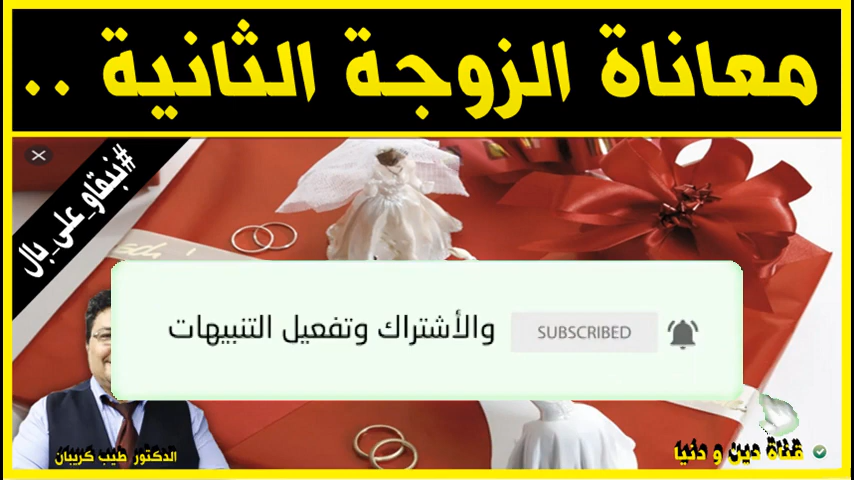 معاناة الزوجة الثانية ..
#نبقاو_على_بال
والأشتراك وتفعيل التنبيهات
SUBSCRIBED
الدكتور طيب كريبان
قناة دين و دنيا